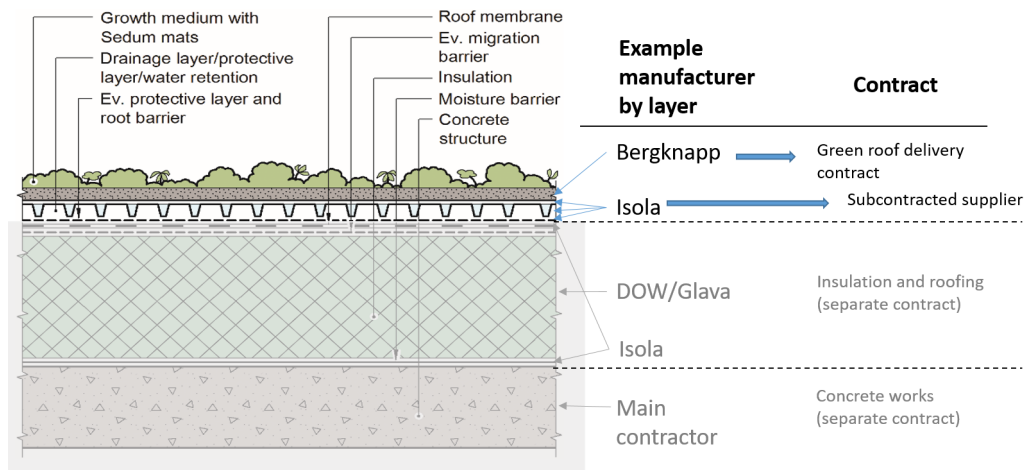 Growth medium with
Sedum mats
Drainage layer/protective
layer/water retention
Ev. protective layer and
root barrier
Roof membrane
Ev. migration
barrier
Insulation
Moisture barrier
Concrete
structure
Example
manufacturer
by layer
Contract
Bergknapp
Green roof delivery
contract
Isola
Subcontracted supplier
DOW/Glava
Insulation and roofing
(separate contract)
Isola
Main
contractor
Concrete works
(separate contract)